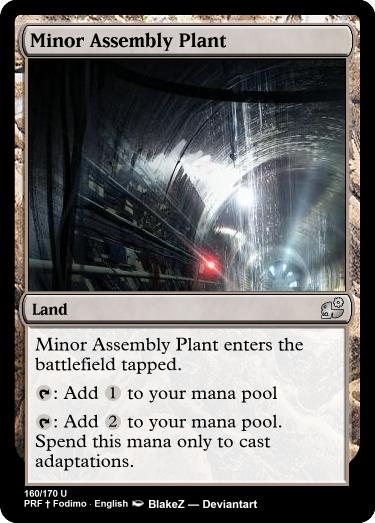 Minor Assembly Plant
Land
Minor Assembly Plant enters the
battlefield tapped.
: Add 1 to your mana pool
: Add 2 to your mana pool.
Spend this mana only to cast
adaptations.
160/170 U
PRF † Fodimo · English BlakeZ — Deviantart